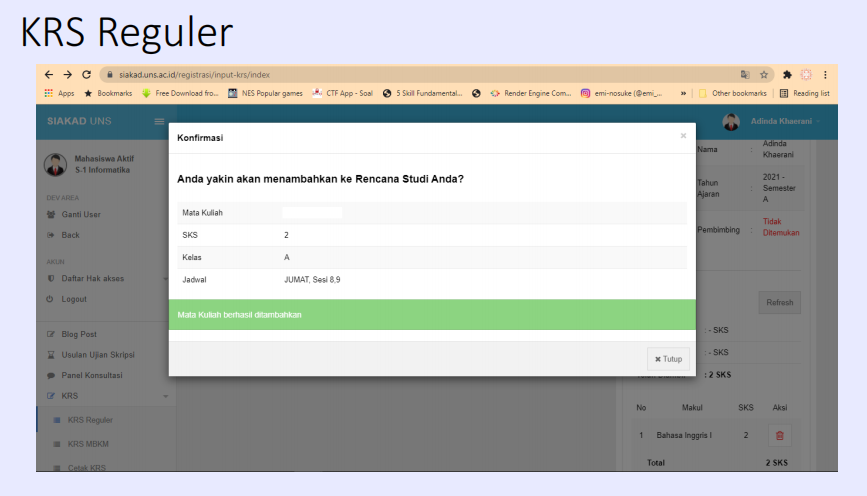 KRS Reguler
siakad.uns.ac.id/registrasi/input-krs/index
Apps Bookmarks Free Download fro... NES Popular games CTF App - Soal 5 Skill Fundamental... Render Engine Com... emi-nosuke (@emi_... » Other bookmarks Reading list
SIAKAD UNS
Adinda Khaerani
Mahasiswa Aktif
S-1 Informatika
DEV AREA
Ganti User
Back
AKUN
Daftar Hak akses
Logout
Blog Post
Usulan Ujian Skripsi
Panel Konsultasi
KRS
KRS Reguler
KRS MBKM
Cetak KRS
Konfirmasi ×
Anda yakin akan menambahkan ke Rencana Studi Anda?
Mata Kuliah
SKS 2
Kelas A
Jadwal JUMAT, Sesi 8,9
Mata Kuliah berhasil ditambahkan
Tutup
Nama : Adinda
Khaerani
Tahun
Ajaran : 2021 -
Semester
A
Pembimbing : Tidak
Ditemukan
Refresh
: - SKS
: - SKS
: 2 SKS
No Makul SKS Aksi
1 Bahasa Inggris I 2
Total 2 SKS